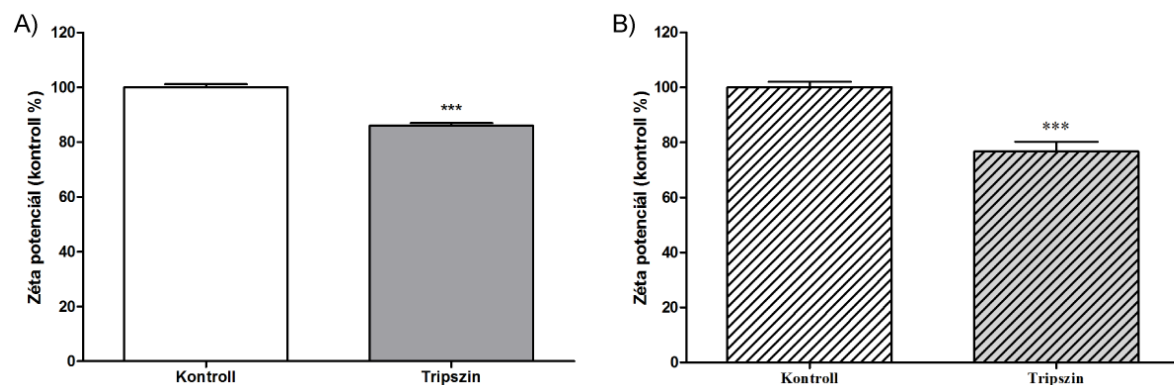 A)
Zéta potenciál (kontroll %)
120
100
80
60
40
20
0
***
Kontroll
Tripszin
B)
Zéta potenciál (kontroll %)
120
100
80
60
40
20
0
***
Kontroll
Tripszin